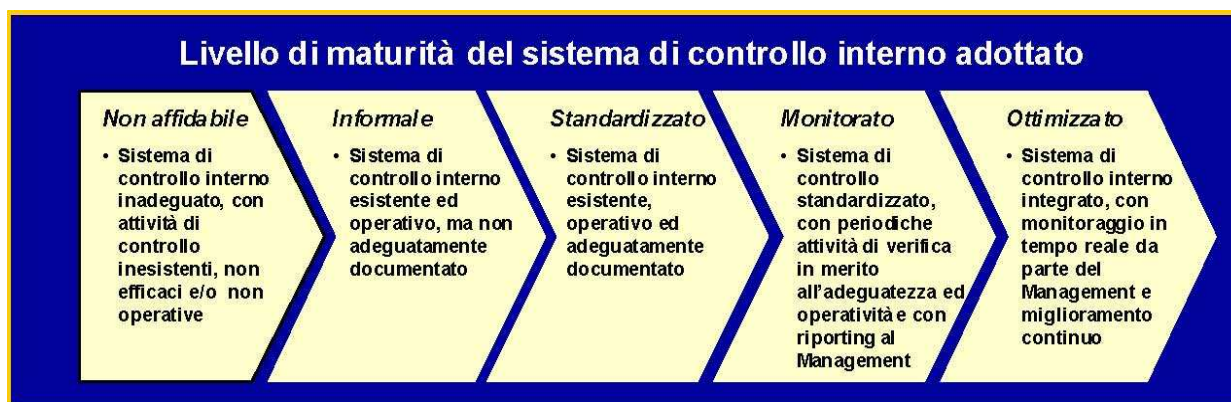 Livello di maturità del sistema di controllo interno adottato
Non affidabile
• Sistema di
controllo interno
inadeguato, con
attività di
controllo
inesistenti, non
efficaci e/o non
operative
Informale
• Sistema di
controllo interno
esistente ed
operativo, ma non
adeguatamente
documentato
Standardizzato
• Sistema di
controllo interno
esistente,
operativo ed
adeguatamente
documentato
Monitorato
• Sistema di
controllo
standardizzato,
con periodiche
attività di verifica
in merito
all'adeguatezza ed
operatività e con
riporting al
Management
Ottimizzato
• Sistema di
controllo interno
integrato, con
monitoraggio in
tempo reale da
parte del
Management e
miglioramento
continuo